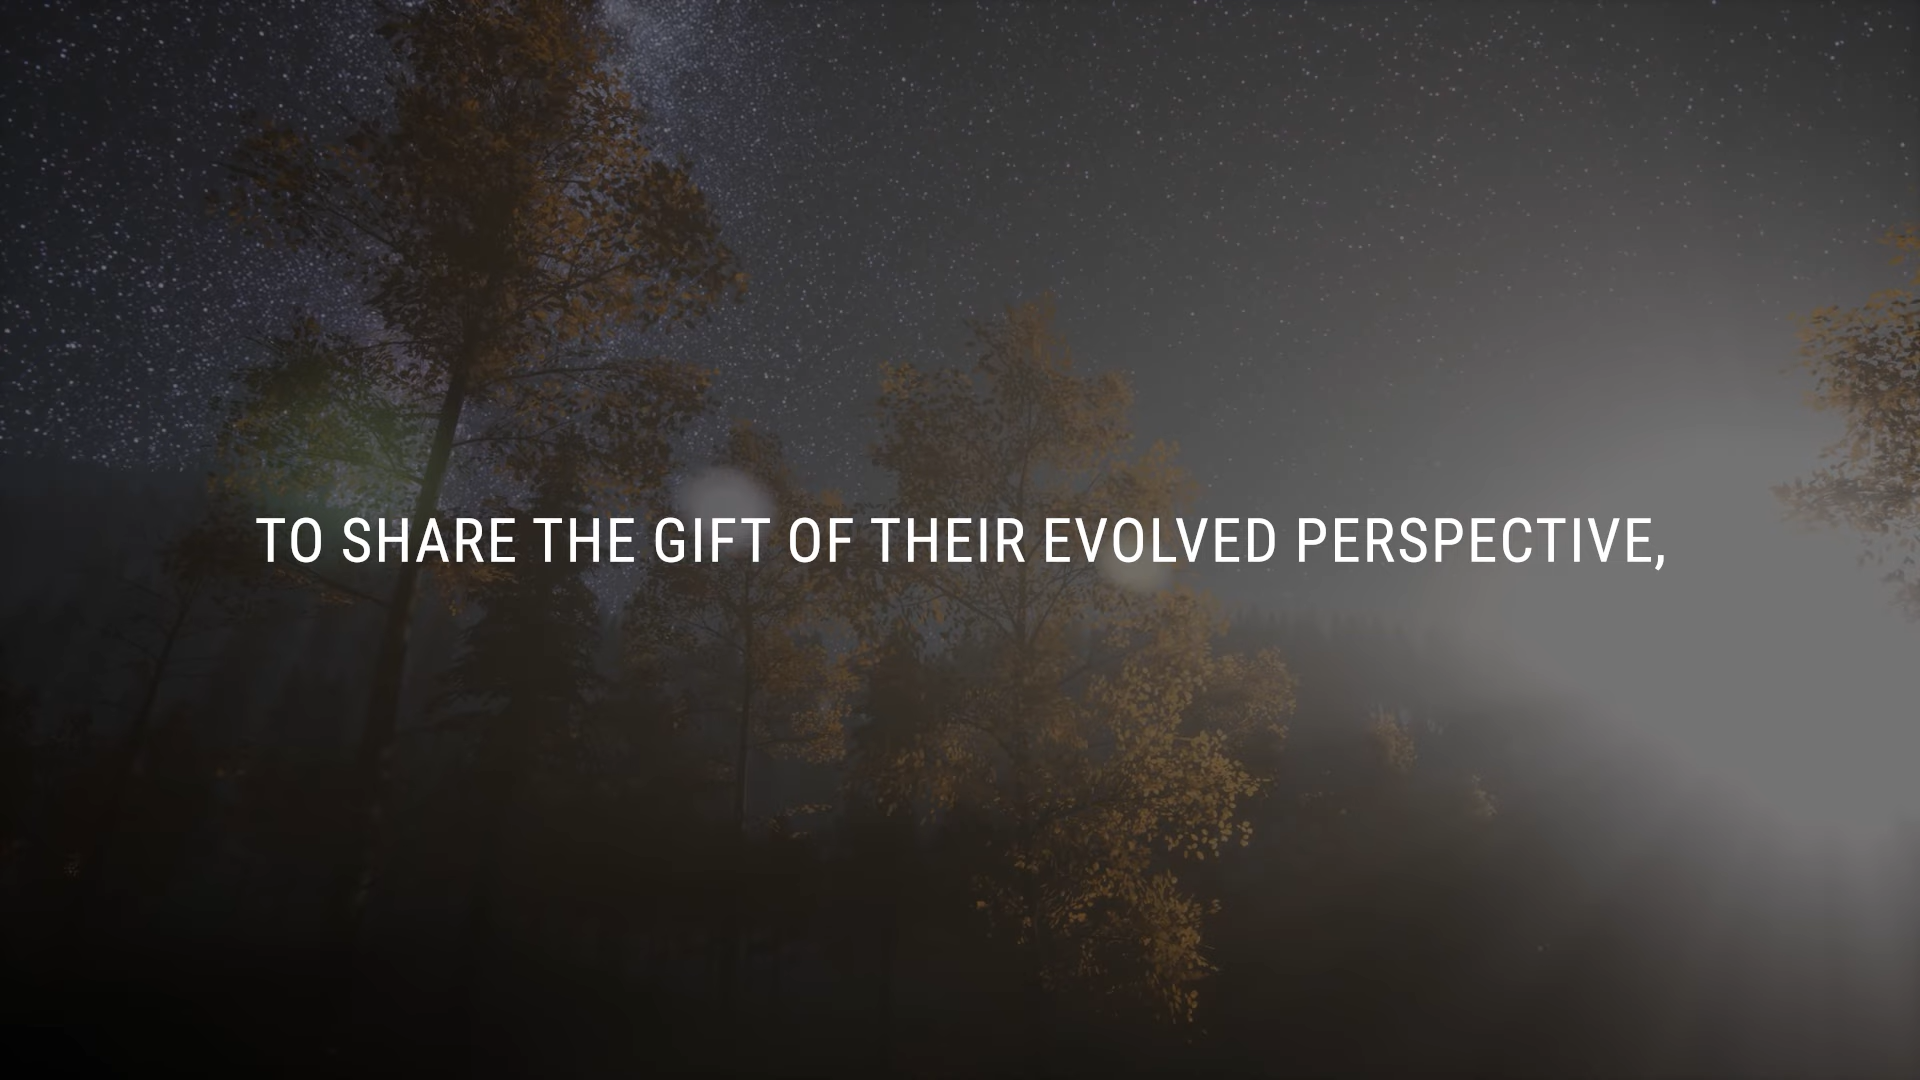 TO SHARE THE GIFT OF THEIR EVOLVED PERSPECTIVE,